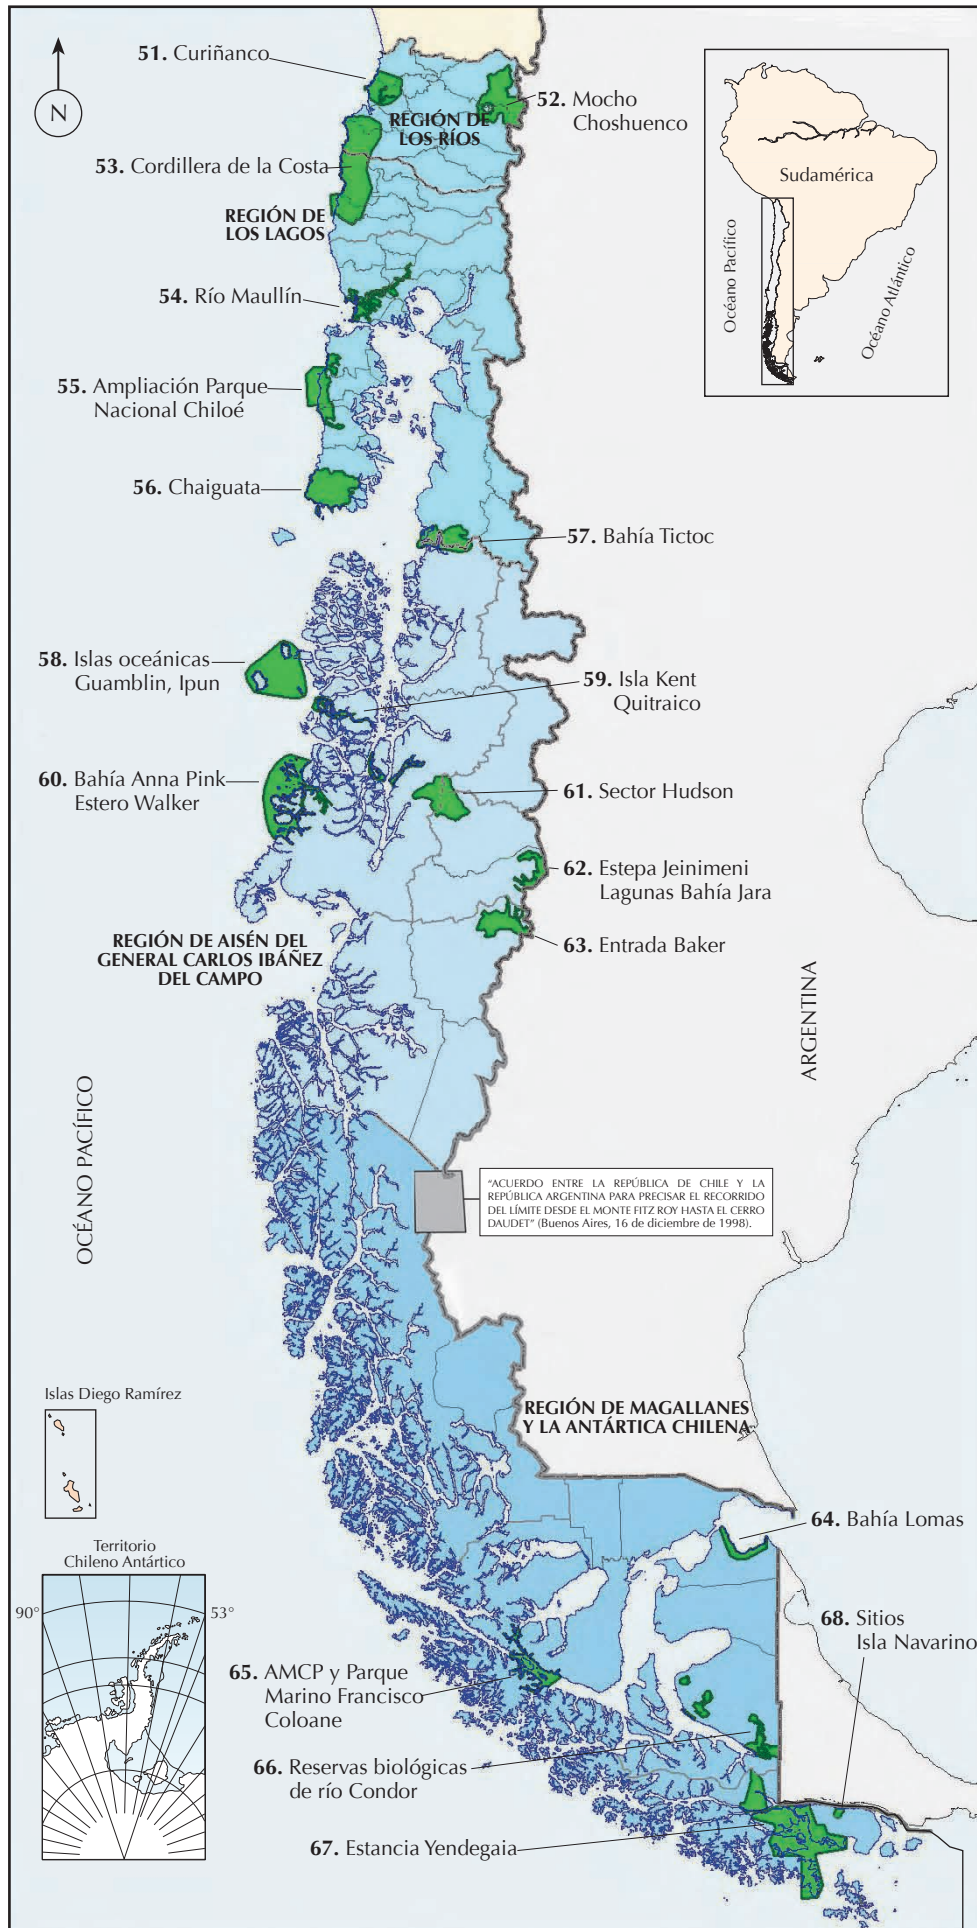 N
51. Curiñanco
52. Mocho
Choshuenco
REGIÓN DE
LOS RÍOS
53. Cordillera de la Costa
REGIÓN DE
LOS LAGOS
54. Río Maullín
55. Ampliación Parque
Nacional Chiloé
56. Chaiguata
57. Bahía Tictoc
58. Islas oceánicas
Guamblin, Ipun
59. Isla Kent
Quitraico
60. Bahía Anna Pink
Estero Walker
61. Sector Hudson
62. Estepa Jeinimeni
Lagunas Bahía Jara
63. Entrada Baker
REGIÓN DE AISÉN DEL
GENERAL CARLOS IBÁÑEZ
DEL CAMPO
Sudamérica
Océano Pacífico
Océano Atlántico
ARGENTINA
OCÉANO PACÍFICO
“ACUERDO ENTRE LA REPÚBLICA DE CHILE Y LA
REPÚBLICA ARGENTINA PARA PRECISAR EL RECORRIDO
DEL LÍMITE DESDE EL MONTE FITZ ROY HASTA EL CERRO
DAUDET” (Buenos Aires, 16 de diciembre de 1998).
Islas Diego Ramírez
REGIÓN DE MAGALLANES
Y LA ANTÁRTICA CHILENA
64. Bahía Lomas
Territorio
Chileno Antártico
90°
53°
68. Sitios
Isla Navarino
65. AMCP y Parque
Marino Francisco
Coloane
66. Reservas biológicas
de río Condor
67. Estancia Yendegaia